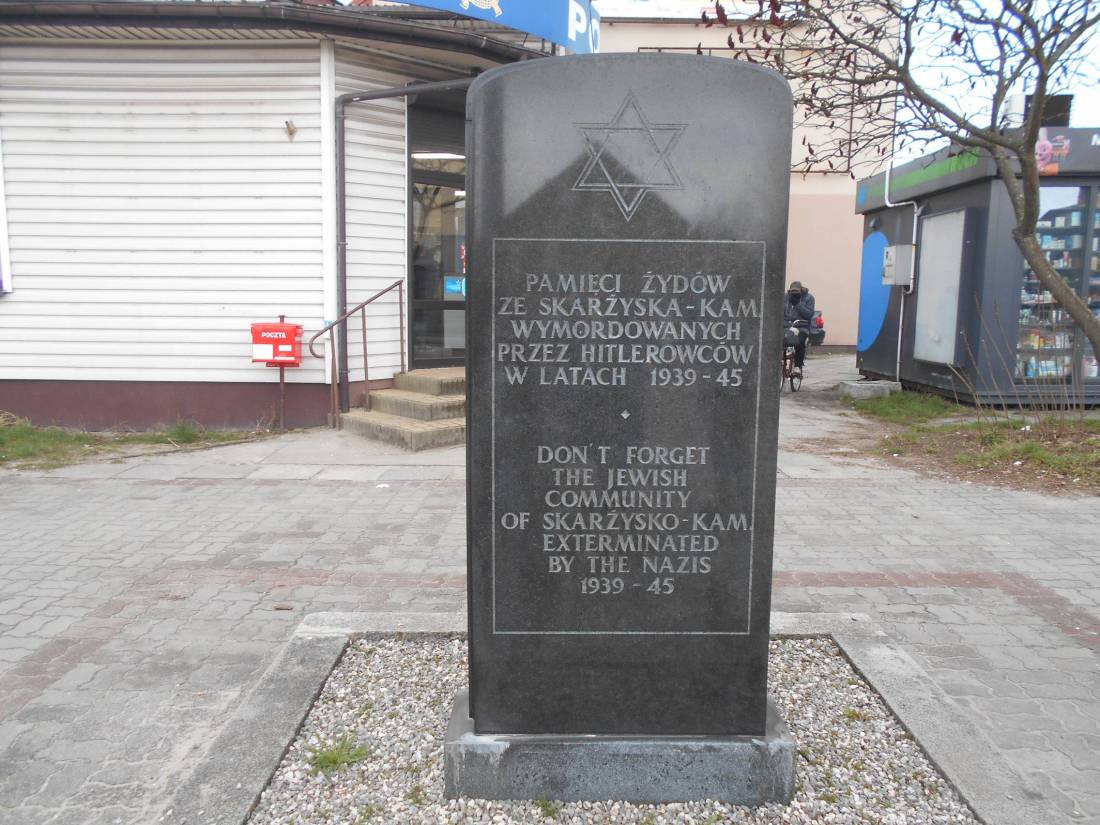 PAMIĘCI ŻYDÓW
ZE SKARŻYSKA-KAM.
WYMORDOWANYCH
PRZEZ HITLEROWCÓW
W LATACH 1939-45
DON'T FORGET
THE JEWISH
COMMUNITY
OF SKARŻYSKO-KAM.
EXTERMINATED
BY THE NAZIS
1939-45
POCZTA